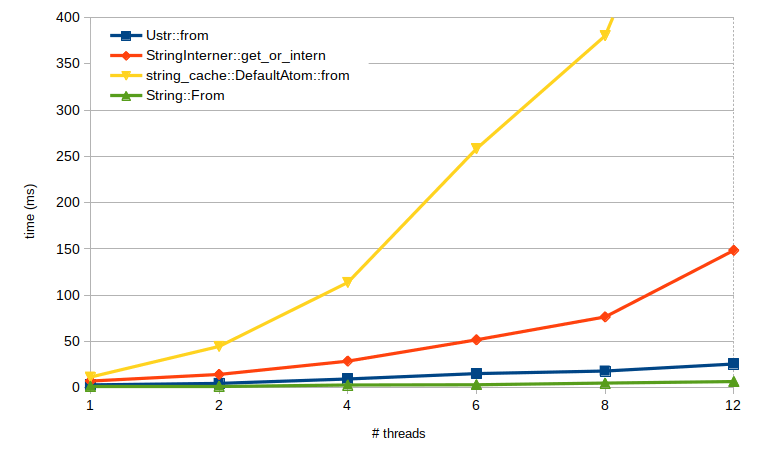 400
350
300
250
200
150
100
50
0
time (ms)
Ustr::from
StringInterner::get_or_intern
string_cache::DefaultAtom::from
String::From
1 2 4 6 8 12
# threads